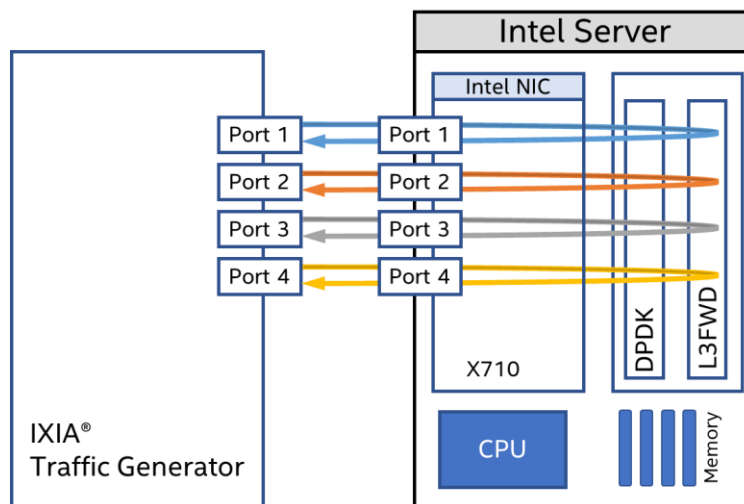 Intel Server
Intel NIC
Port 1
Port 1
Port 2
Port 2
Port 3
Port 3
Port 4
Port 4
DPDK
L3FWD
X710
IXIA®
Traffic Generator
CPU
Memory